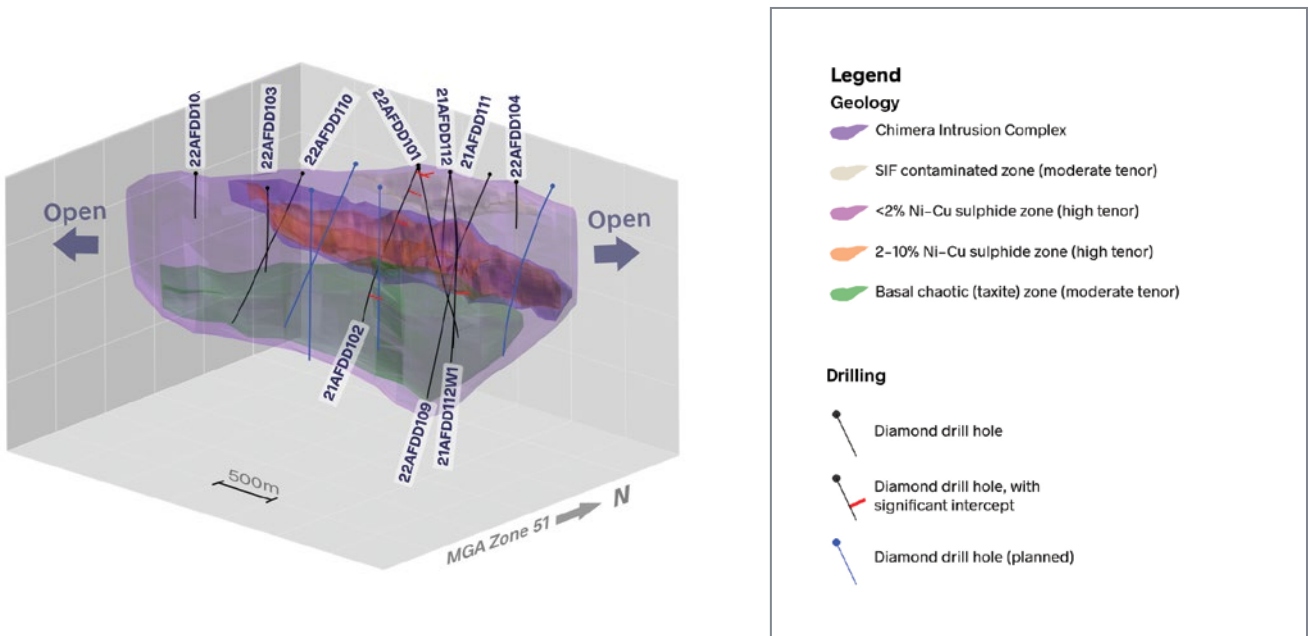 22AFDD10
22AFDD103
22AFDD110
22AFDD101
21AFDD112
21AFDD111
22AFDD104
Open
Open
21AFDD102
22AFDD109
21AFDD112W1
500m
MGA Zone 51
N
Legend
Geology
Chimera Intrusion Complex
SIF contaminated zone (moderate tenor)
<2% Ni–Cu sulphide zone (high tenor)
2–10% Ni–Cu sulphide zone (high tenor)
Basal chaotic (taxite) zone (moderate tenor)
Drilling
Diamond drill hole
Diamond drill hole, with
significant intercept
Diamond drill hole (planned)